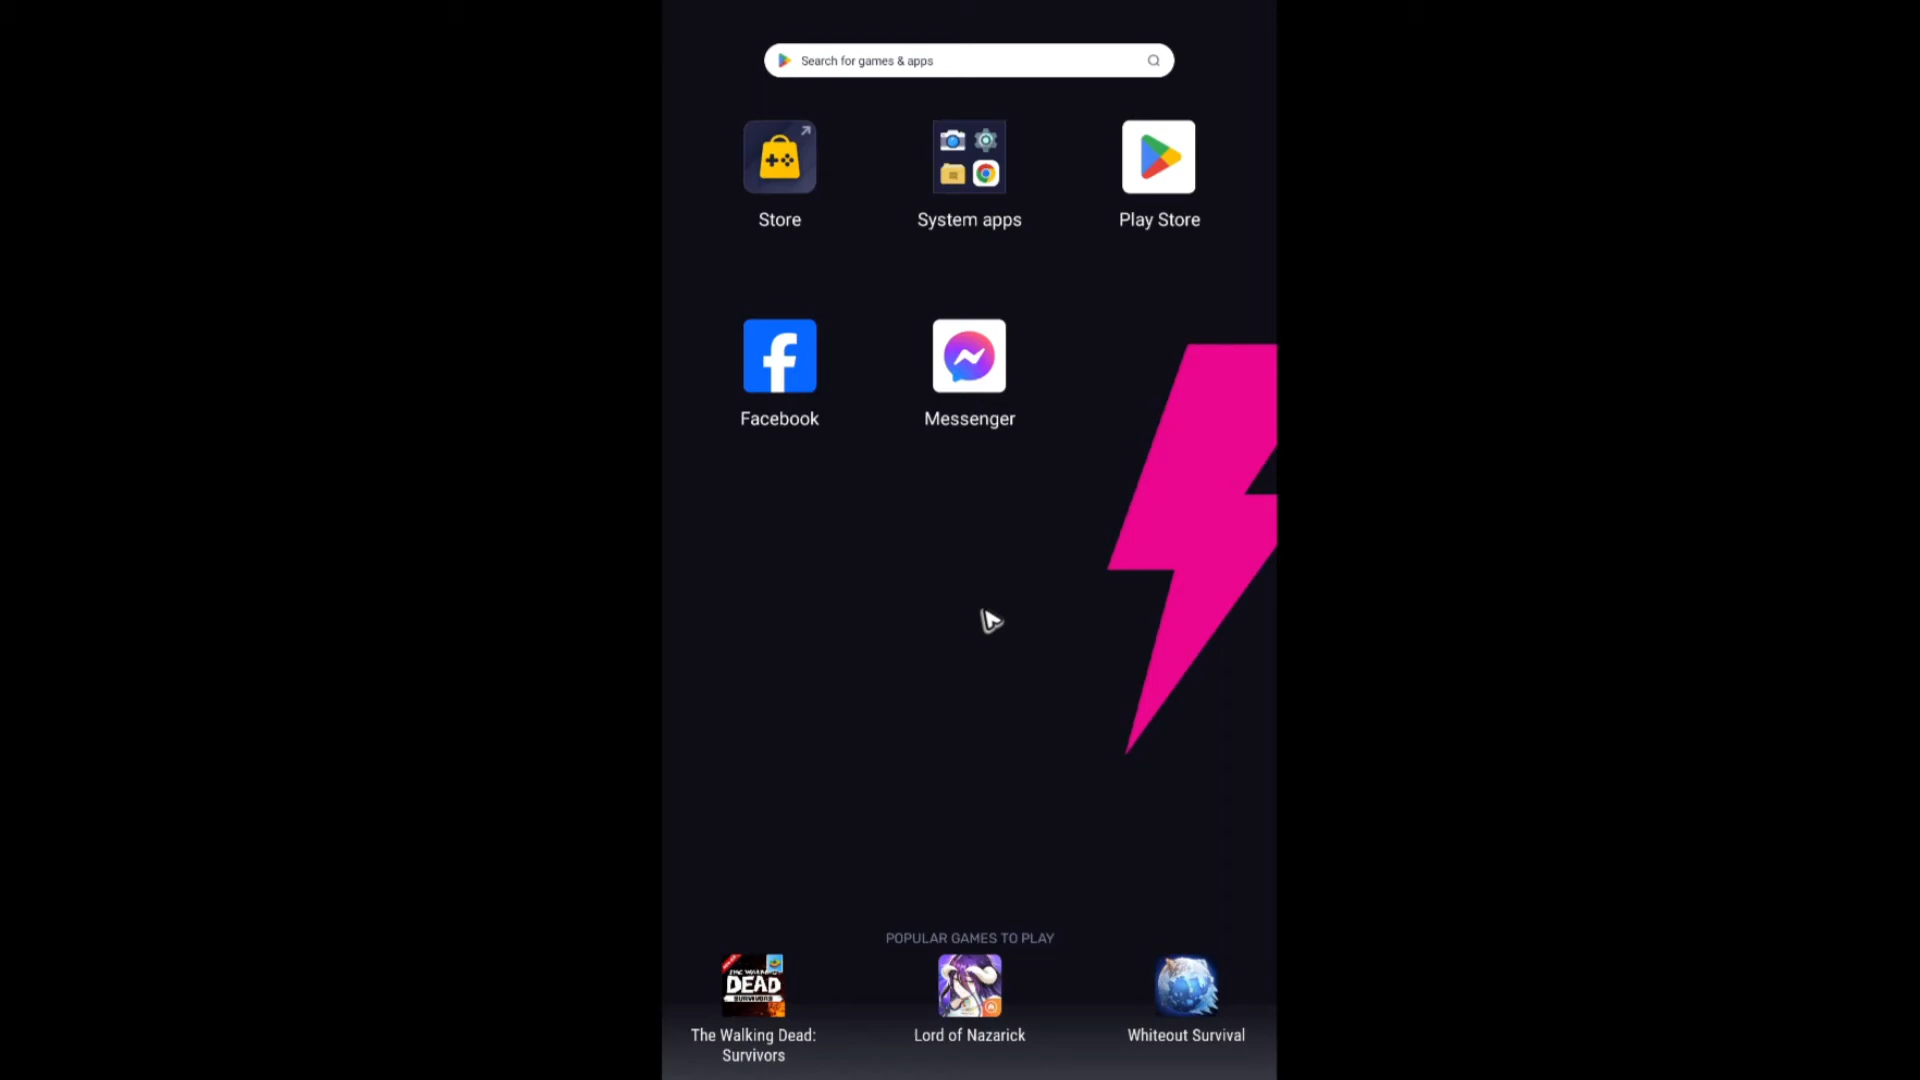 Search for games & apps
Store
System apps
Play Store
Facebook
Messenger
POPULAR GAMES TO PLAY
DEAD
SURVIVORS
The Walking Dead:
Survivors
Lord of Nazarick
Whiteout Survival